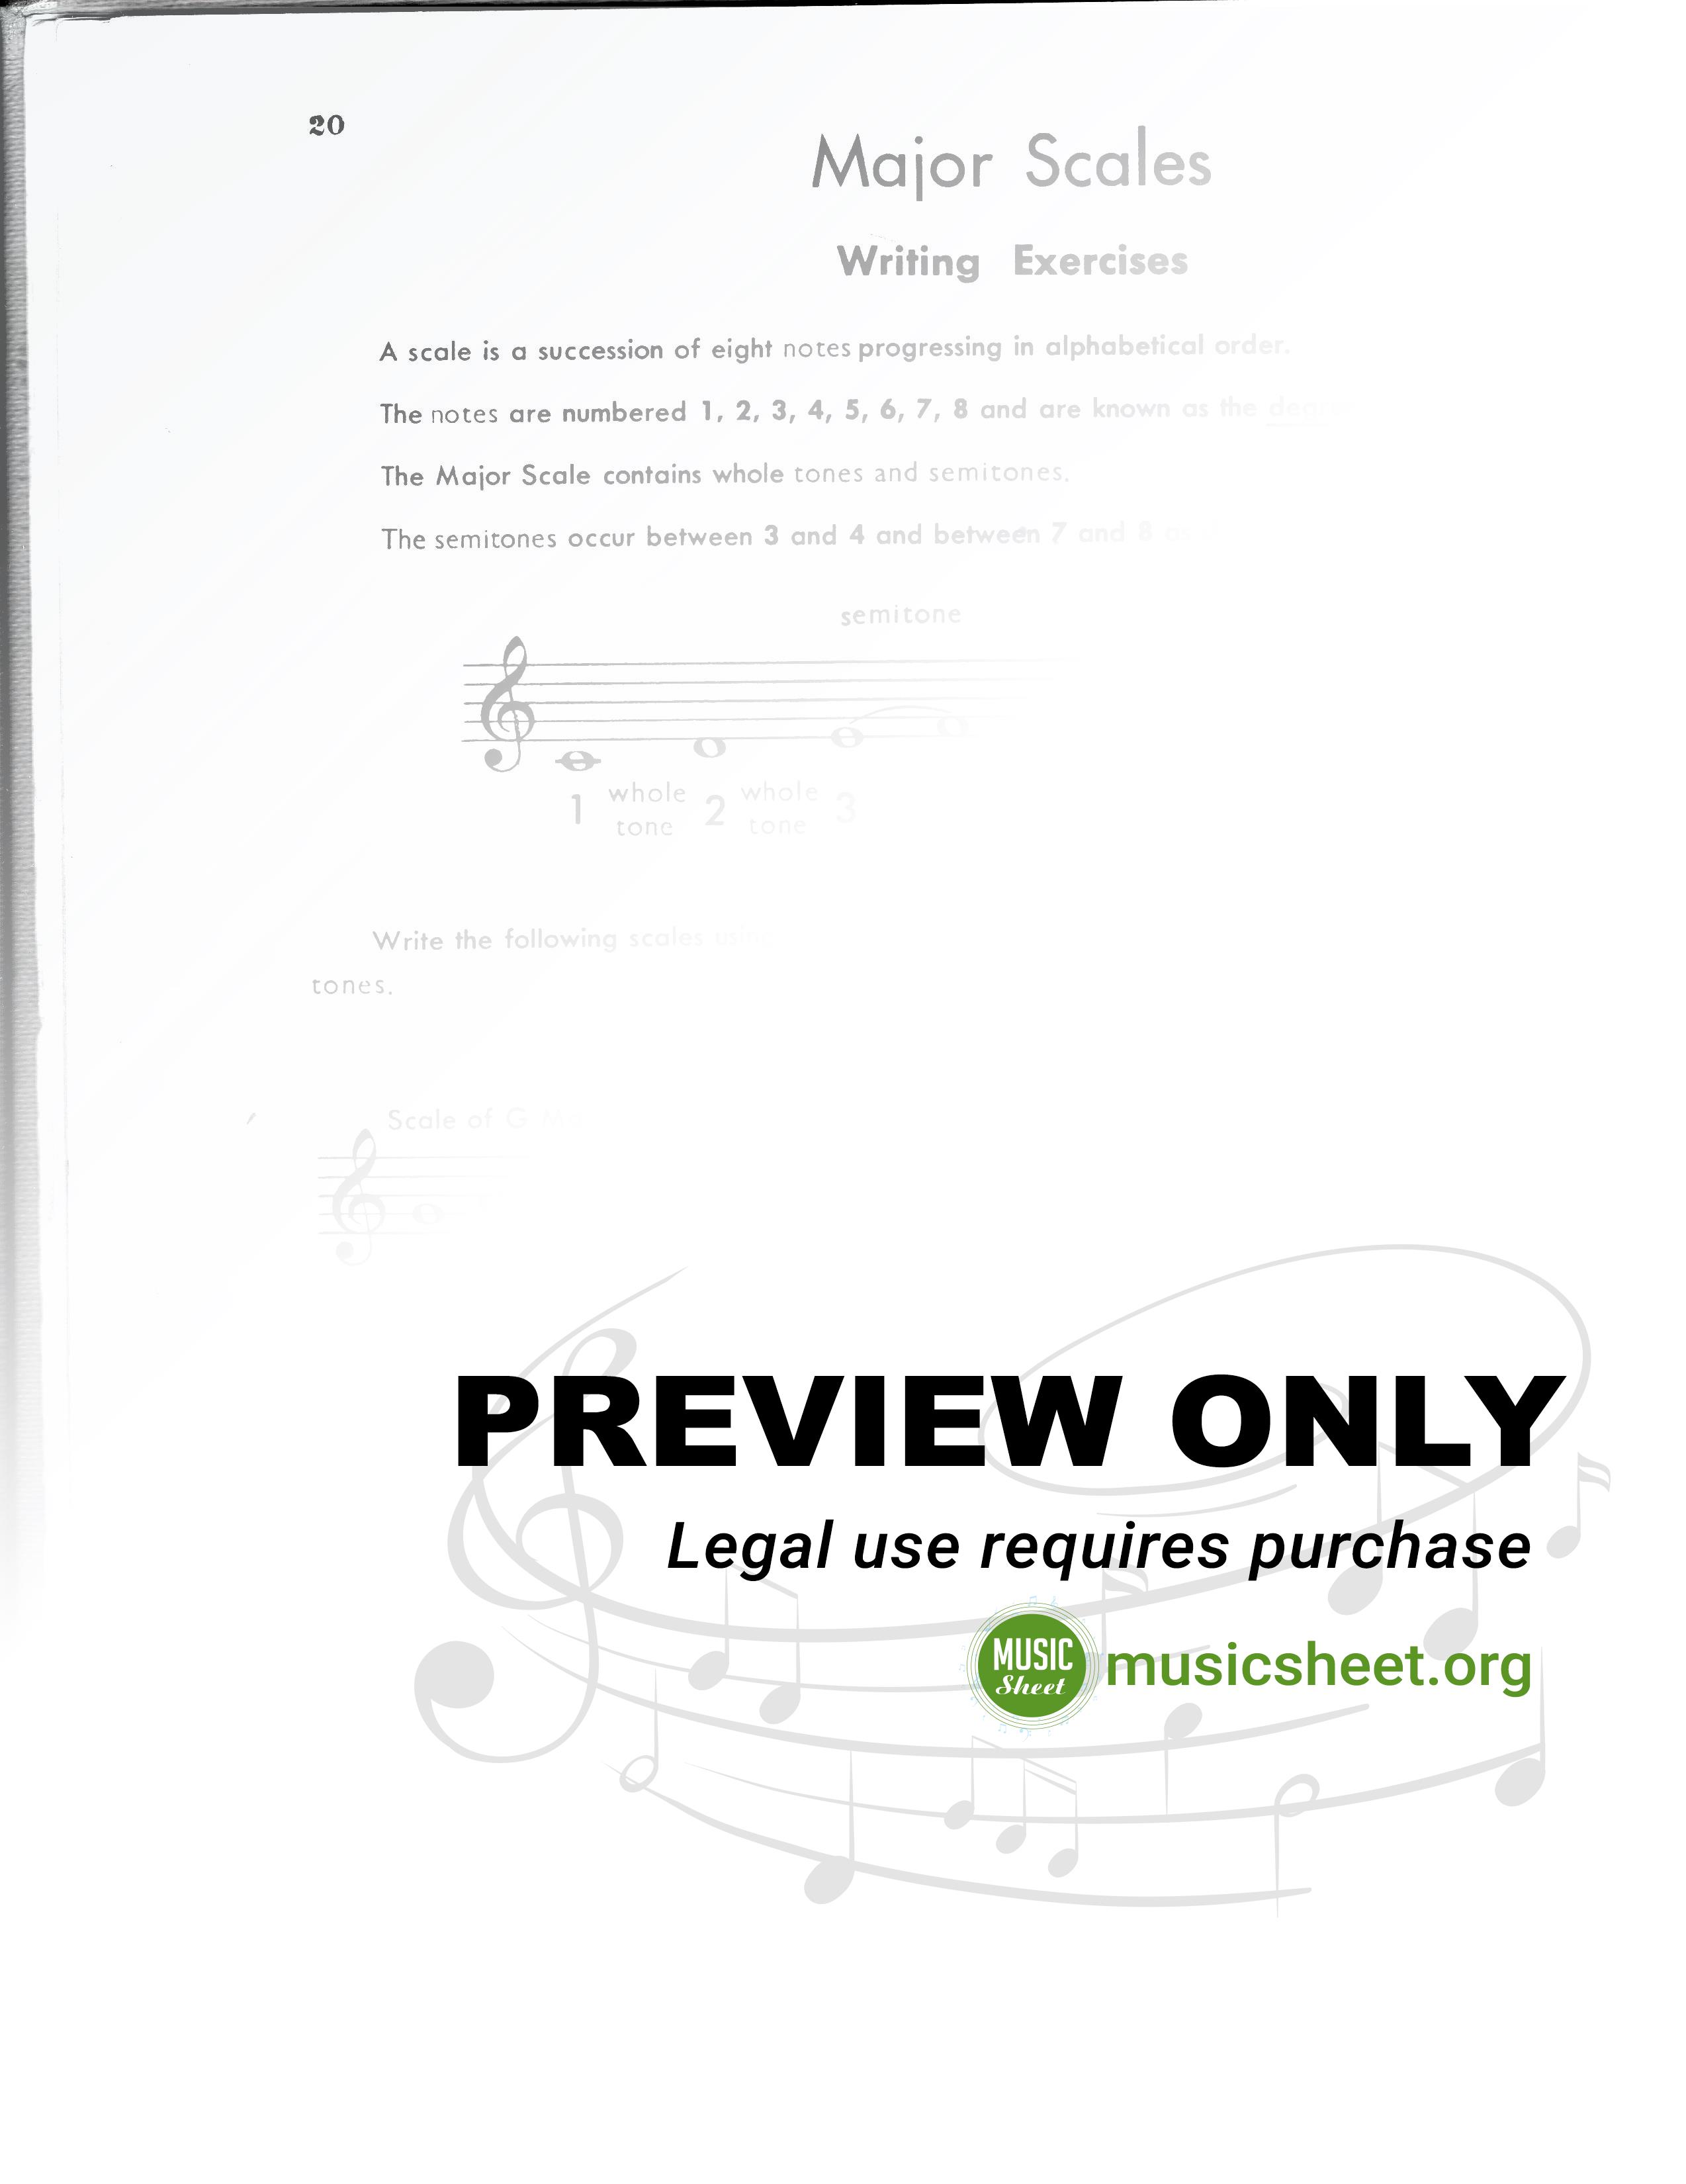 20
Major Scales
Writing Exercises
A scale is a succession of eight notes progressing in alphabetical order.
The notes are numbered 1, 2, 3, 4, 5, 6, 7, 8 and are known as the
The Major Scale contains whole tones and semitones.
The semitones occur between 3 and 4 and between 7 and 8
semitone
1 whole tone 2 whole tone 3
Write the following scales
tones.
Scale of G
PREVIEW ONLY
Legal use requires purchase
MUSIC
Sheet
musicsheet.org